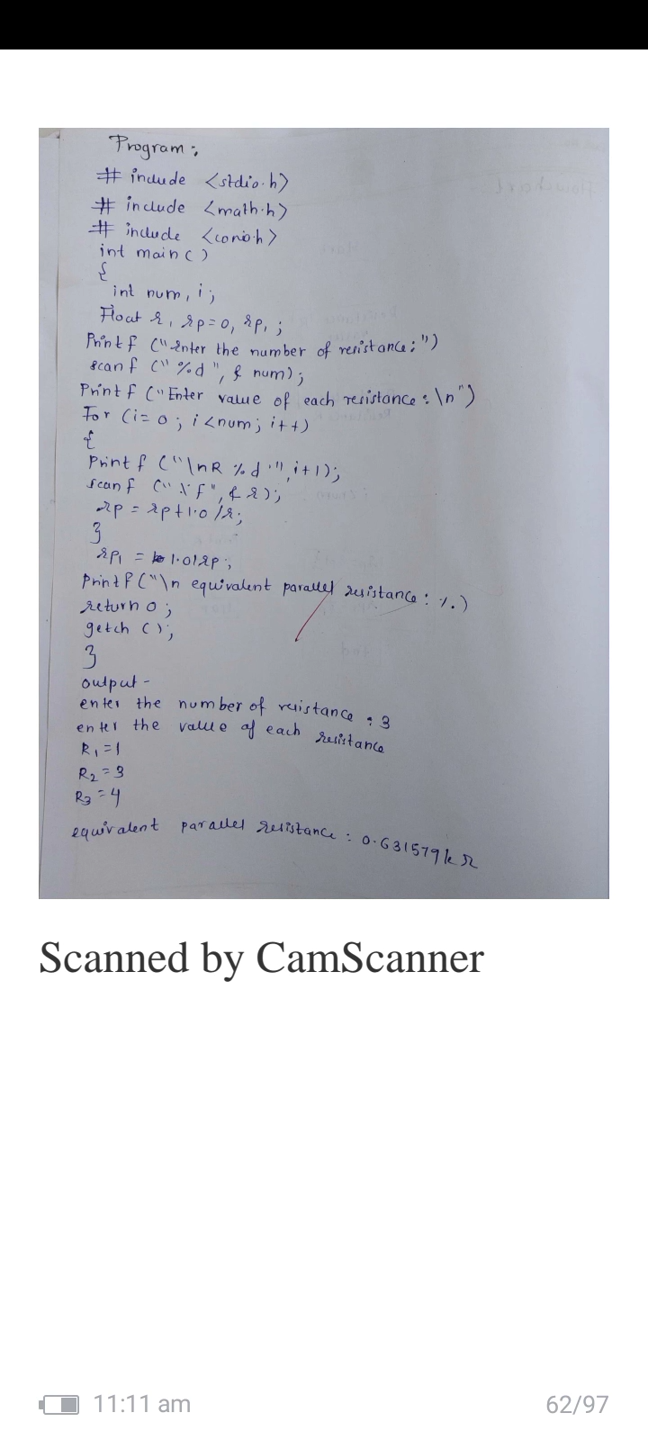 Program:
# include <stdio.h>
# include <math.h>
# include <conio.h>
int main ( )
{
int num, i;
Float r, rp=0, rp1 ;
Printf ("enter the number of resistance:")
scanf ("%d", & num);
Printf ("Enter value of each resistance: \n")
For (i= 0 ; i <num; i++)
{
Printf ("\nR %d :", i+1);
scanf ("%f", & r);
rp = rp+1.0/r;
}
rp1 = 1.0/rp;
Printf ("\n equivalent parallel resistance: %.)
return 0 ;
getch ( );
}
output -
enter the number of resistance : 3
enter the value of each resistance
R1 = 1
R2 = 3
R3 = 4
equivalent parallel resistance : 0.631579k Ω
Scanned by CamScanner
11:11 am 62/97